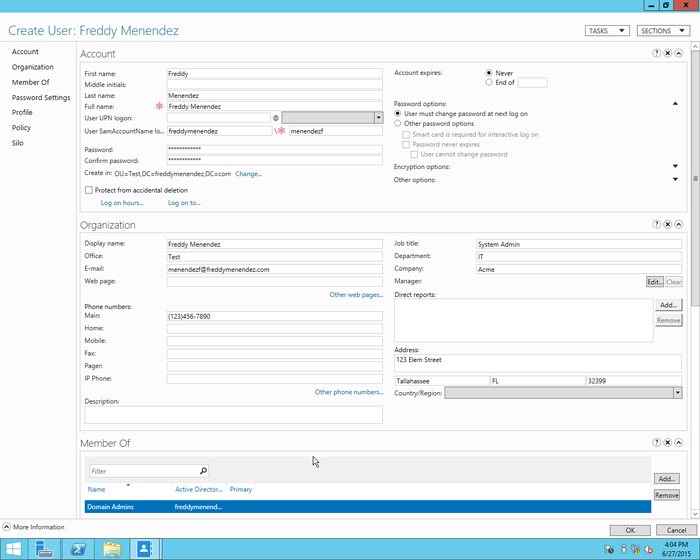 Create User: Freddy Menendez
TASKS
SECTIONS
Account
Organization
Member Of
Password Settings
Profile
Policy
Silo
Account
First name: Freddy
Middle initials:
Last name: Menendez
Full name: Freddy Menendez
User UPN logon: @
User SamAccountName lo... freddymenendez \ menendezf
Password: ************
Confirm password: ************
Create in: OU=Test,DC=freddymenendez,DC=com Change...
Protect from accidental deletion
Log on hours... Log on to...
Account expires: Never
End of
Password options:
User must change password at next log on
Other password options
Smart card is required for interactive log on
Password never expires
User cannot change password
Encryption options:
Other options:
Organization
Display name: Freddy Menendez
Office: Test
E-mail: menendezf@freddymenendez.com
Web page:
Other web pages...
Phone numbers:
Main: (123)456-7890
Home:
Mobile:
Fax:
Pager:
IP Phone:
Other phone numbers...
Description:
Job title: System Admin
Department: IT
Company: Acme
Manager: Edit... Clear
Direct reports:
Add...
Remove
Address:
123 Elem Street
Tallahassee FL 32399
Country/Region:
Member Of
Filter
Name Active Director... Primary
Domain Admins freddymenend...
Add...
Remove
More Information
OK Cancel
4:04 PM